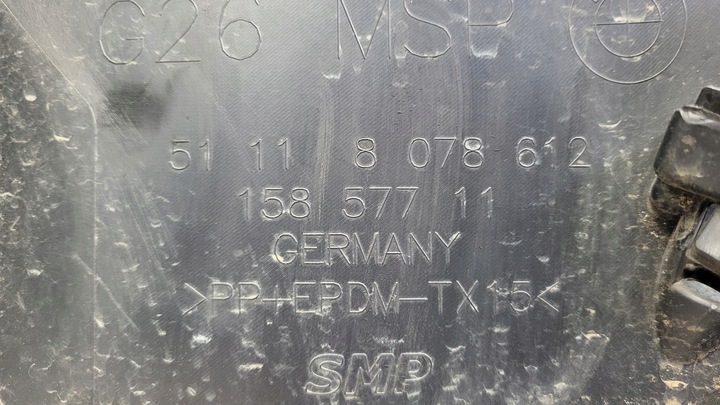 G26 MSP
51 11 8 078 612
158 577 11
GERMANY
>PP+EPDM-TX15<
SMP